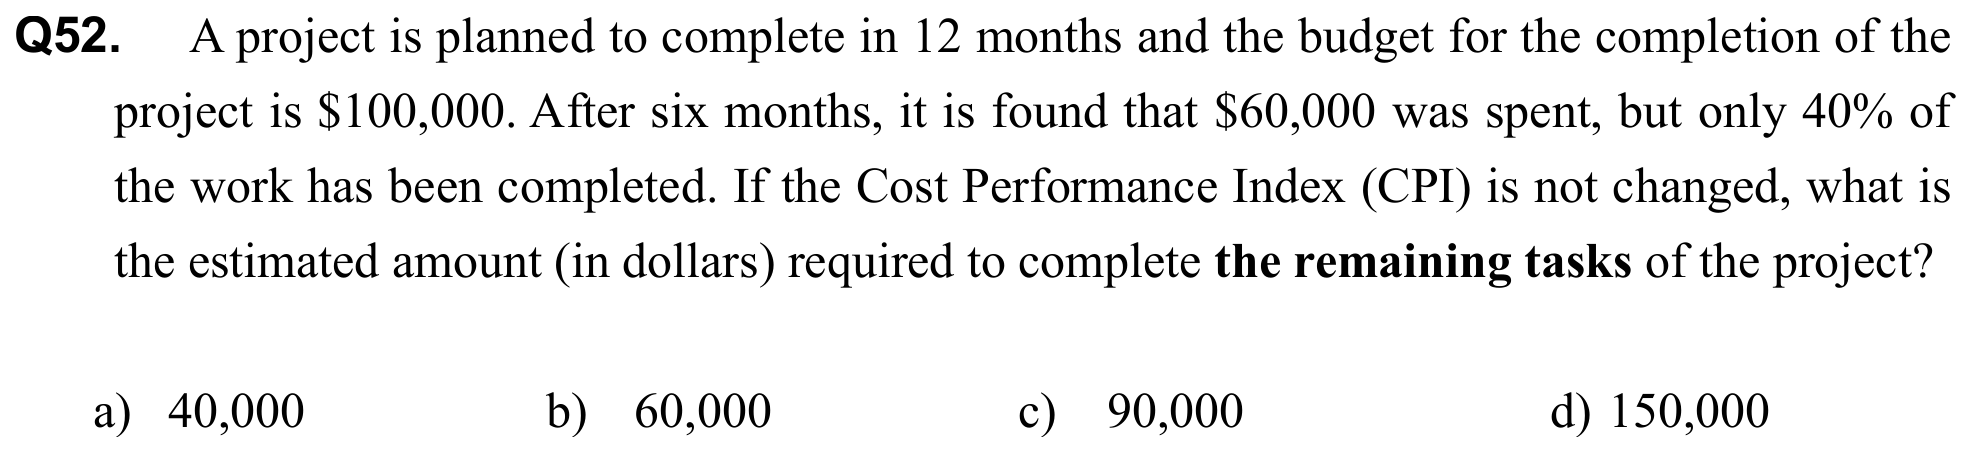 Q52. A project is planned to complete in 12 months and the budget for the completion of the
project is $100,000. After six months, it is found that $60,000 was spent, but only 40% of
the work has been completed. If the Cost Performance Index (CPI) is not changed, what is
the estimated amount (in dollars) required to complete the remaining tasks of the project?
a) 40,000 b) 60,000 c) 90,000 d) 150,000